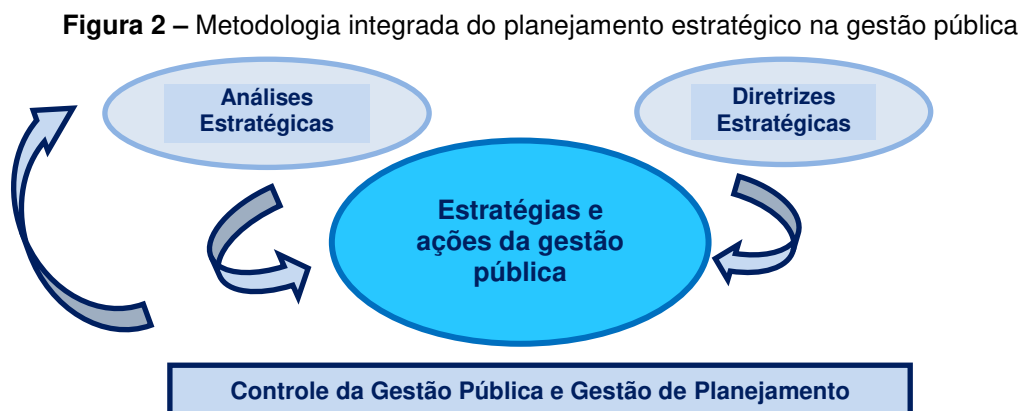 Figura 2 – Metodologia integrada do planejamento estratégico na gestão pública
Análises
Estratégicas
Diretrizes
Estratégicas
Estratégias e
ações da gestão
pública
Controle da Gestão Pública e Gestão de Planejamento